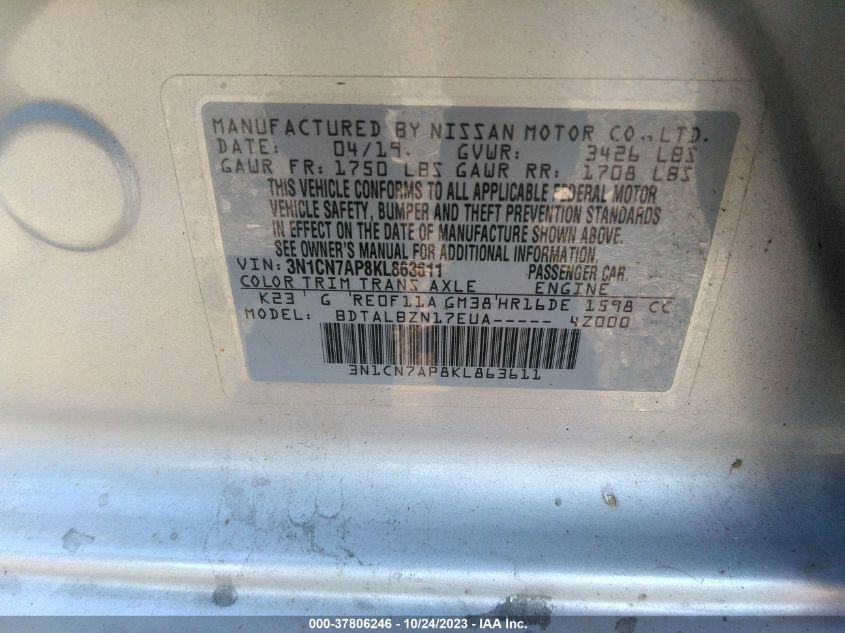 MANUFACTURED BY NISSAN MOTOR CO.,LTD.
DATE: 04/19. GVWR: 3426 LBS
GAWR FR: 1750 LBS GAWR RR: 1708 LBS
THIS VEHICLE CONFORMS TO ALL APPLICABLE FEDERAL MOTOR
VEHICLE SAFETY, BUMPER AND THEFT PREVENTION STANDARDS
IN EFFECT ON THE DATE OF MANUFACTURE SHOWN ABOVE.
SEE OWNER'S MANUAL FOR ADDITIONAL INFORMATION.
VIN: 3N1CN7AP8KL863611 PASSENGER CAR.
COLOR TRIM TRANS AXLE ENGINE
K23 G RE0F11A GM38 HR16DE 1598 CC
MODEL: BDTALBZN17EUA----- 42000
3N1CN7AP8KL863611
000-37806246 - 10/24/2023 - IAA Inc.